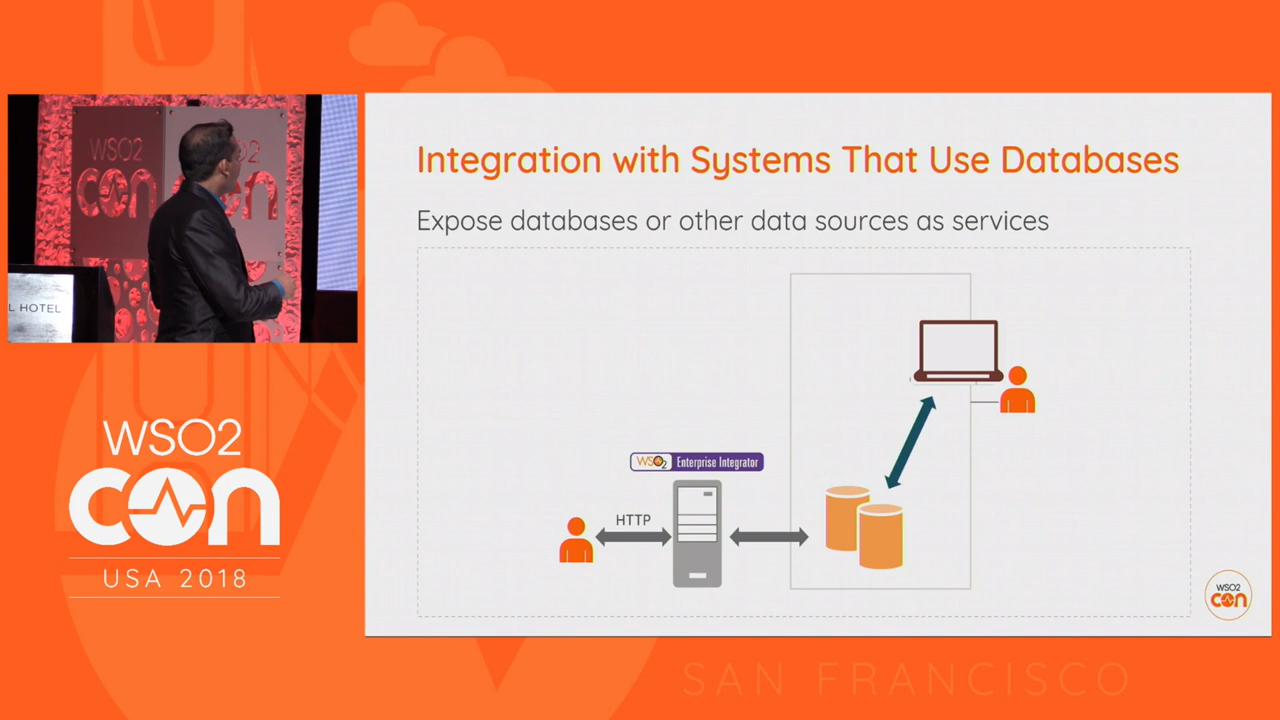 Integration with Systems That Use Databases
Expose databases or other data sources as services
WSO2 Enterprise Integrator
HTTP
WSO2
con
WSO2
con
L HOTEL
WSO2
con
USA 2018
WSO2
con
SAN FRANCISCO